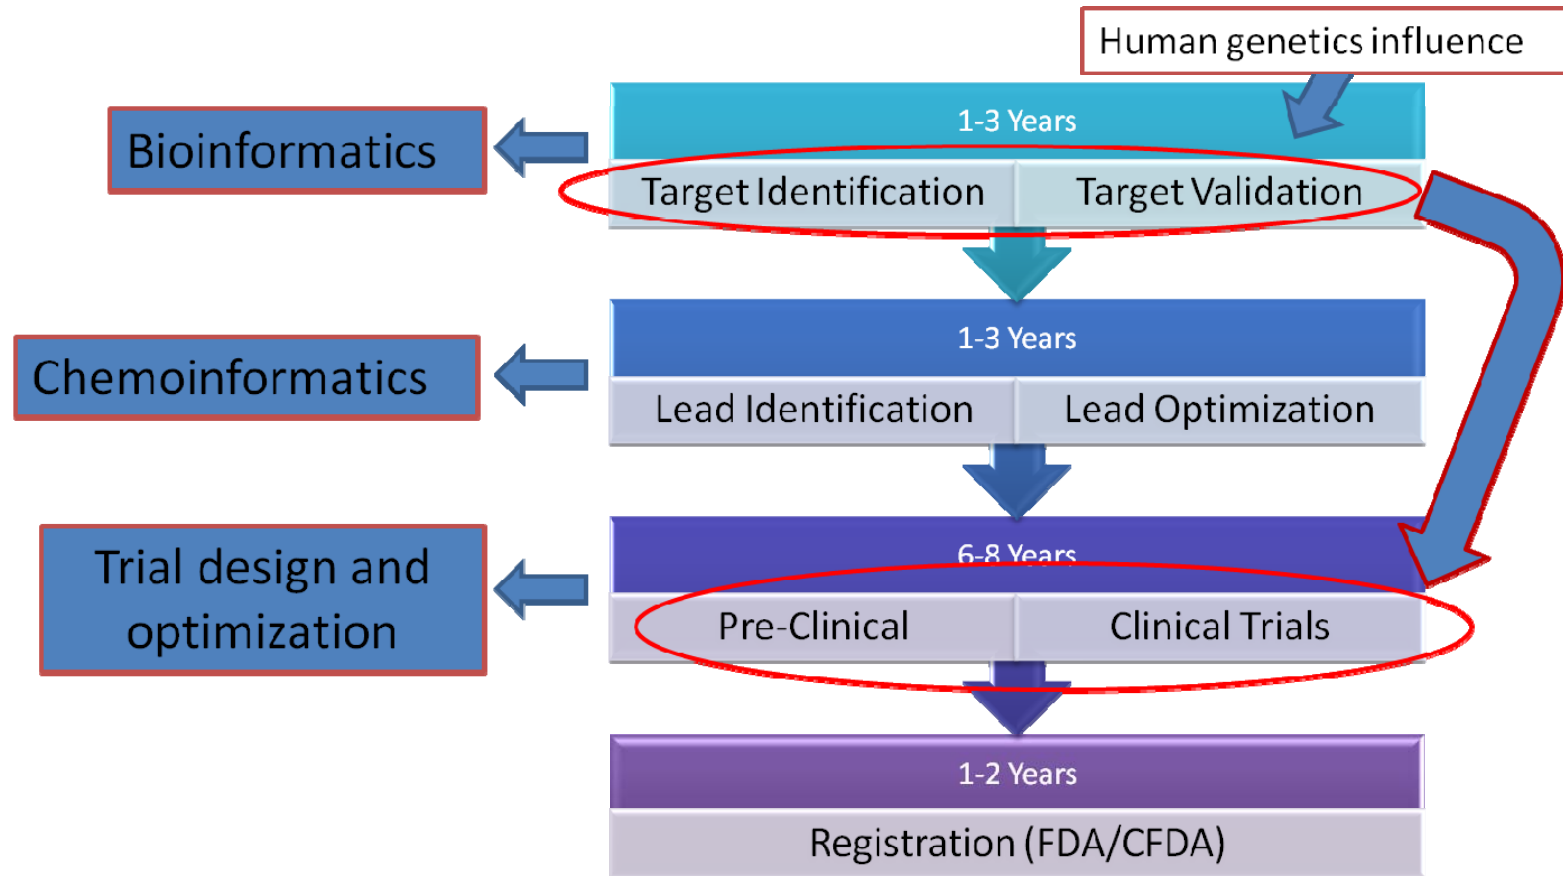 Human genetics influence
1-3 Years
Bioinformatics
Target Identification
Target Validation
1-3 Years
Chemoinformatics
Lead Identification
Lead Optimization
6-8 Years
Trial design and
optimization
Pre-Clinical
Clinical Trials
1-2 Years
Registration (FDA/CFDA)